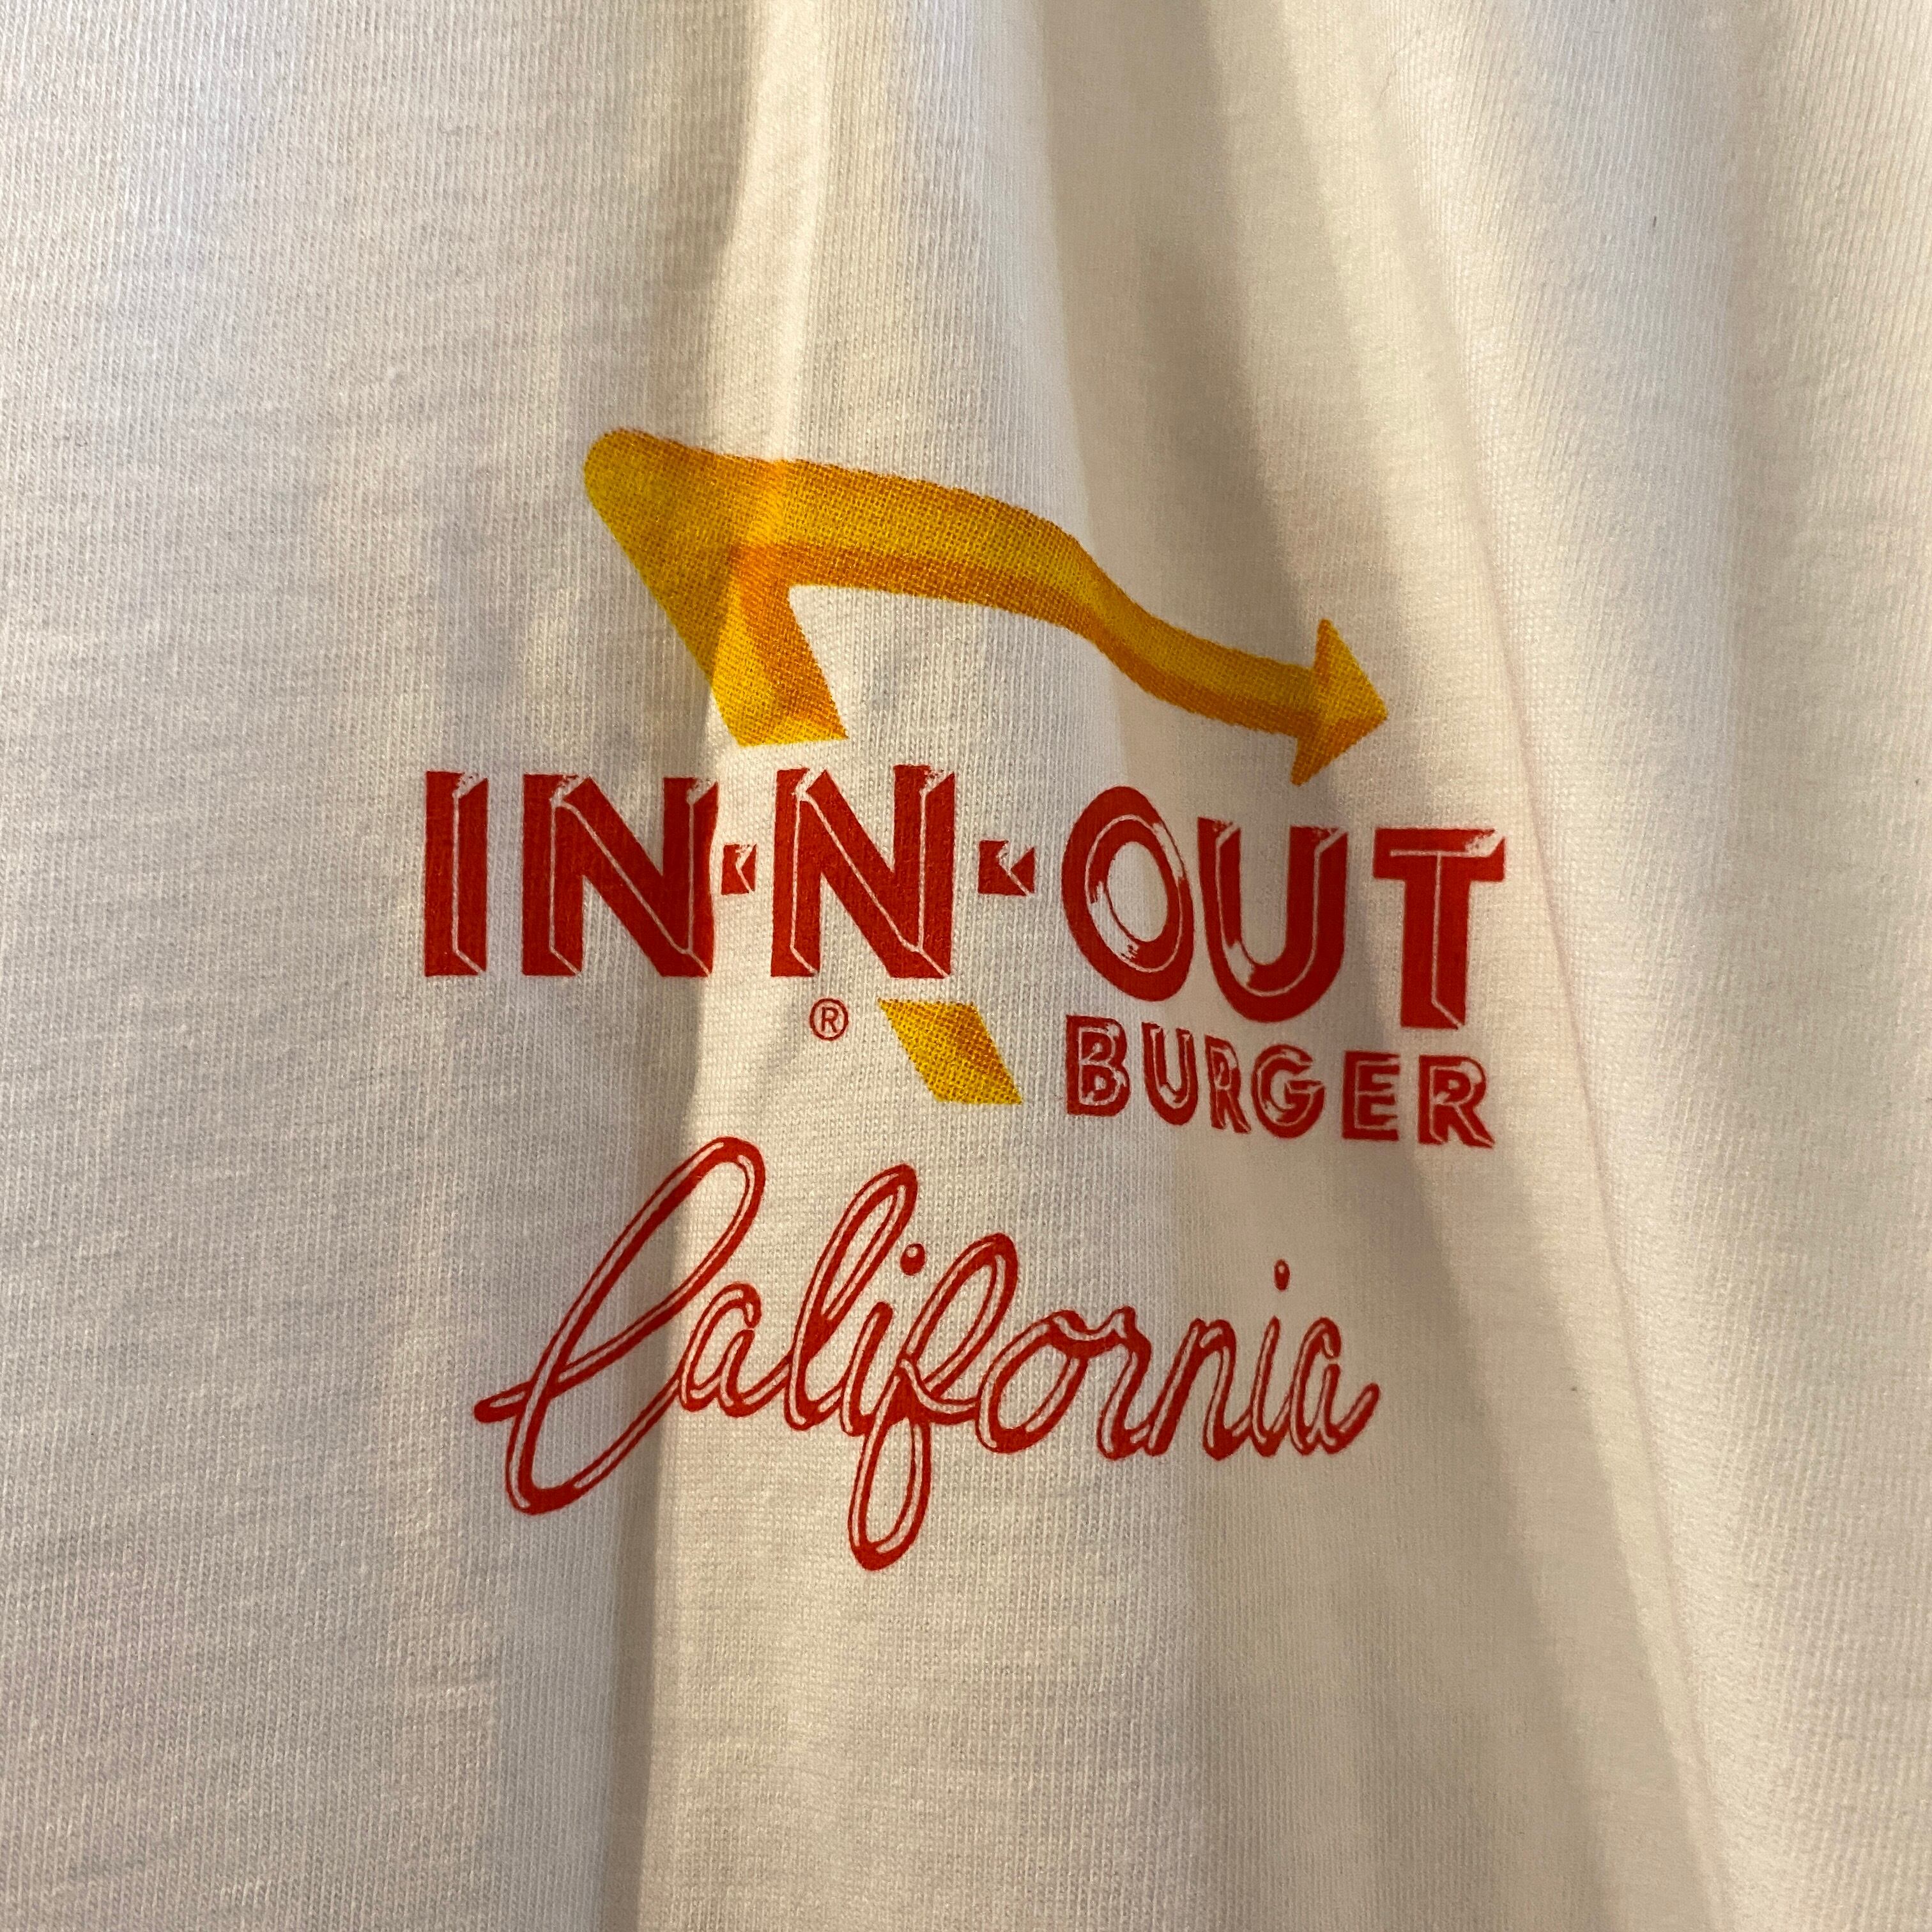 IN-N-OUT
®
BURGER
California